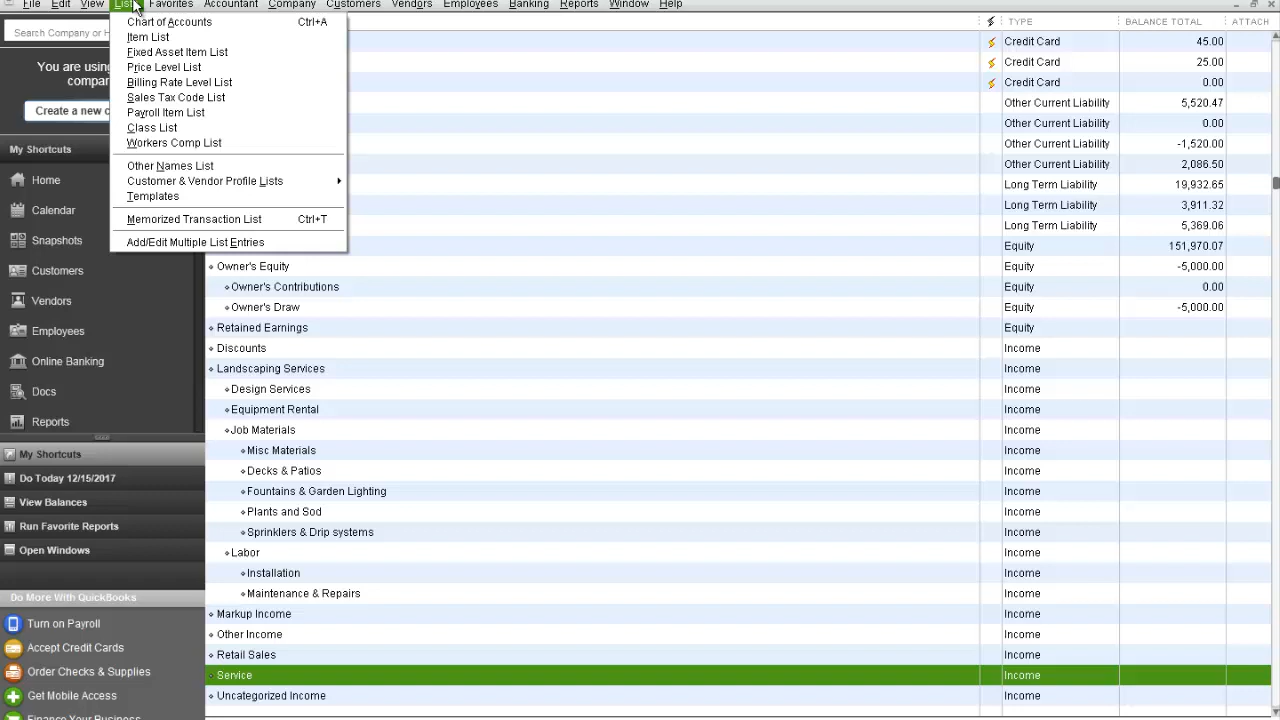 File Edit View Lists Favorites Accountant Company Customers Vendors Employees Banking Reports Window Help
Search Company or H
You are using
compan
Create a new c
My Shortcuts
Home
Calendar
Snapshots
Customers
Vendors
Employees
Online Banking
Docs
Reports
My Shortcuts
Do Today 12/15/2017
View Balances
Run Favorite Reports
Open Windows
Do More With QuickBooks
Turn on Payroll
Accept Credit Cards
Order Checks & Supplies
Get Mobile Access
Finance Your Business
Chart of Accounts Ctrl+A
Item List
Fixed Asset Item List
Price Level List
Billing Rate Level List
Sales Tax Code List
Payroll Item List
Class List
Workers Comp List
Other Names List
Customer & Vendor Profile Lists
Templates
Memorized Transaction List Ctrl+T
Add/Edit Multiple List Entries
TYPE BALANCE TOTAL ATTACH
Credit Card 45.00
Credit Card 25.00
Credit Card 0.00
Other Current Liability 5,520.47
Other Current Liability 0.00
Other Current Liability -1,520.00
Other Current Liability 2,086.50
Long Term Liability 19,932.65
Long Term Liability 3,911.32
Long Term Liability 5,369.06
Equity 151,970.07
Owner's Equity Equity -5,000.00
Owner's Contributions Equity 0.00
Owner's Draw Equity -5,000.00
Retained Earnings Equity
Discounts Income
Landscaping Services Income
Design Services Income
Equipment Rental Income
Job Materials Income
Misc Materials Income
Decks & Patios Income
Fountains & Garden Lighting Income
Plants and Sod Income
Sprinklers & Drip systems Income
Labor Income
Installation Income
Maintenance & Repairs Income
Markup Income Income
Other Income Income
Retail Sales Income
Service Income
Uncategorized Income Income